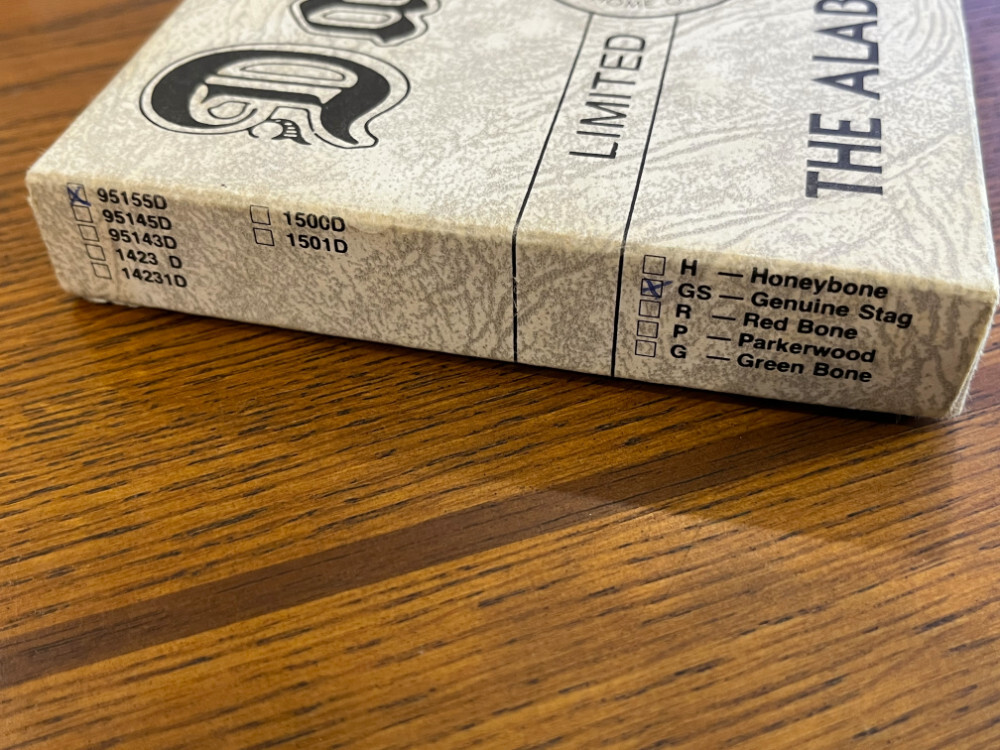 Da
LIMITED
THE ALAB
95155D
95145D
95143D
1423 D
14231D
1500D
1501D
H — Honeybone
GS — Genuine Stag
R — Red Bone
P — Parkerwood
G — Green Bone